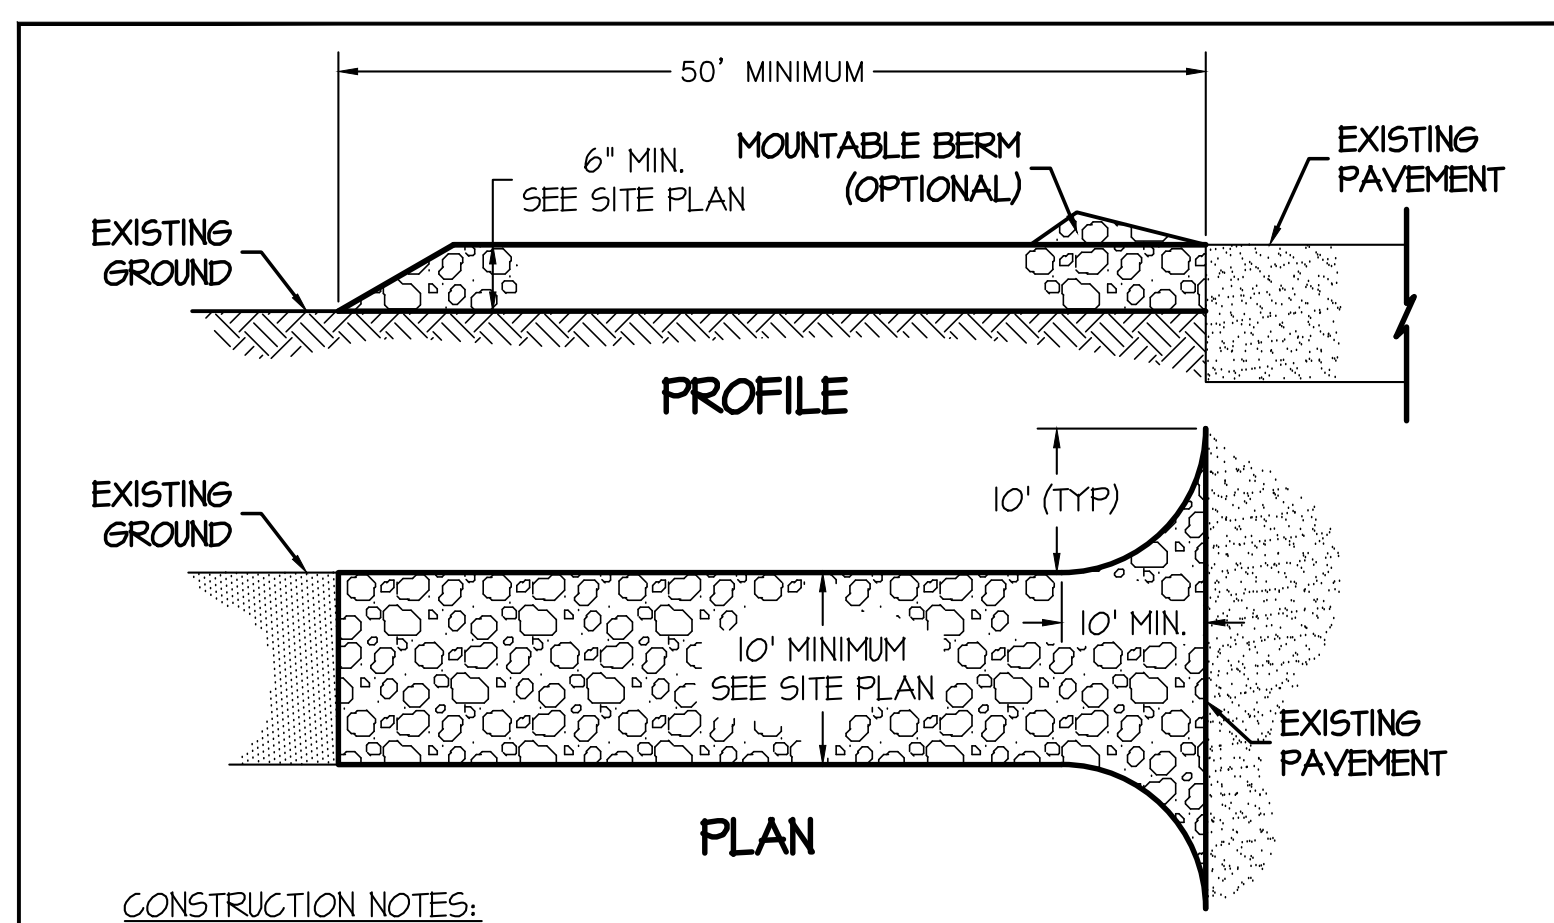 50' MINIMUM
6" MIN.
SEE SITE PLAN
MOUNTABLE BERM
(OPTIONAL)
EXISTING
PAVEMENT
EXISTING
GROUND
PROFILE
EXISTING
GROUND
10' (TYP)
10' MIN.
10' MINIMUM
SEE SITE PLAN
EXISTING
PAVEMENT
PLAN
CONSTRUCTION NOTES: